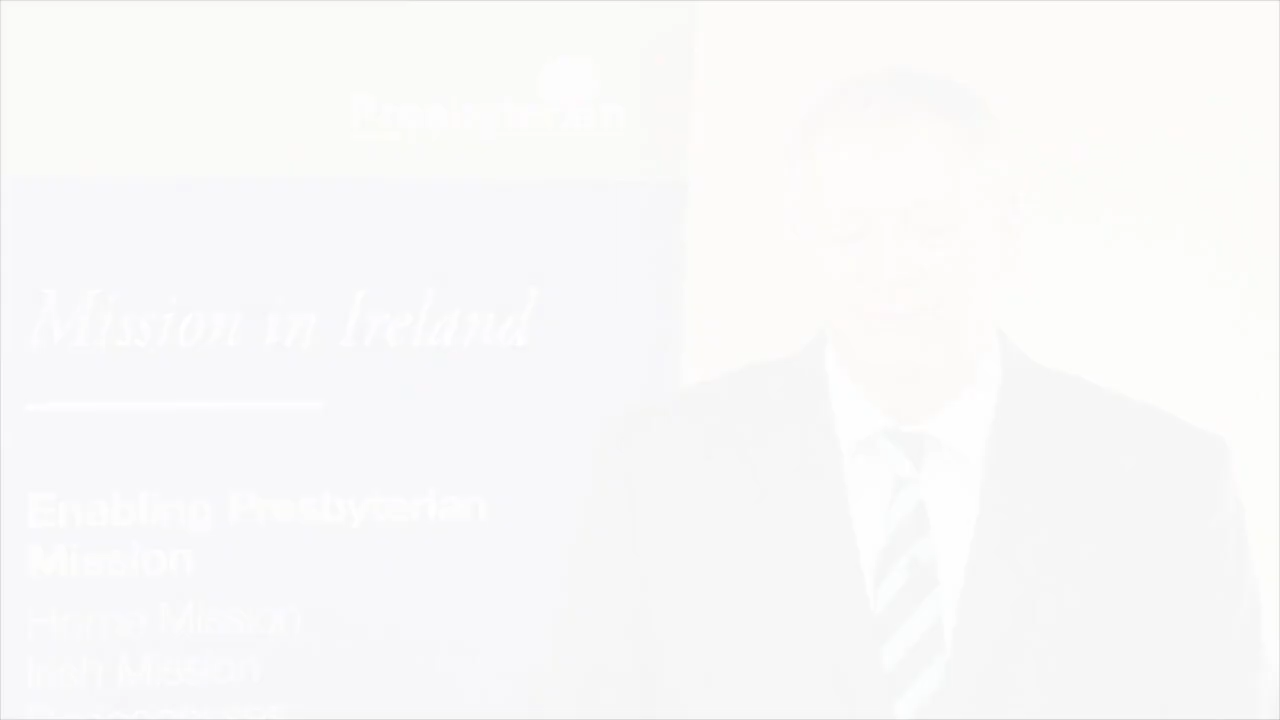 Presbyterian
Mission in Ireland
Enabling Presbyterian
Mission
Home Mission
Irish Mission